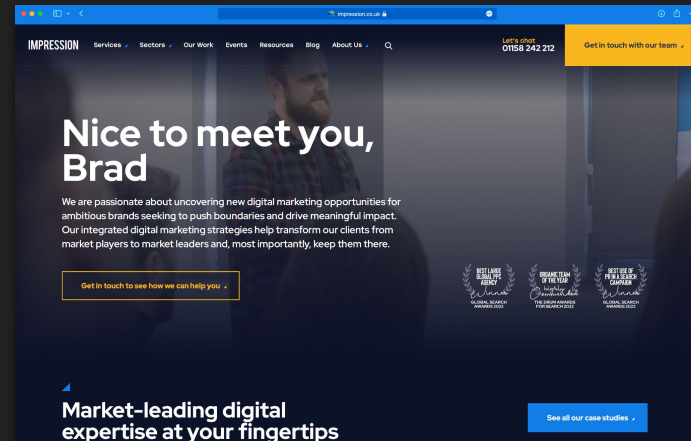 impression.co.uk
IMPRESSION
Services
Sectors
Our Work
Events
Resources
Blog
About Us
Let's chat
01158 242 212
Get in touch with our team
Nice to meet you,
Brad
We are passionate about uncovering new digital marketing opportunities for
ambitious brands seeking to push boundaries and drive meaningful impact.
Our integrated digital marketing strategies help transform our clients from
market players to market leaders and, most importantly, keep them there.
Get in touch to see how we can help you
BEST LARGE
GLOBAL PPC
AGENCY
Winner
GLOBAL SEARCH
AWARDS 2022
ORGANIC TEAM
OF THE YEAR
highly
Commended
THE DRUM AWARDS
FOR SEARCH 2022
BEST USE OF
PR IN A SEARCH
CAMPAIGN
Winner
GLOBAL SEARCH
AWARDS 2022
Market-leading digital
expertise at your fingertips
See all our case studies